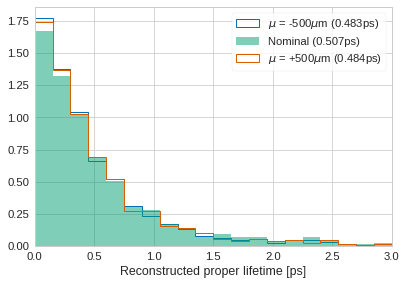 μ = -500μm (0.483ps)
Nominal (0.507ps)
μ = +500μm (0.484ps)
1.75
1.50
1.25
1.00
0.75
0.50
0.25
0.00
0.0 0.5 1.0 1.5 2.0 2.5 3.0
Reconstructed proper lifetime [ps]